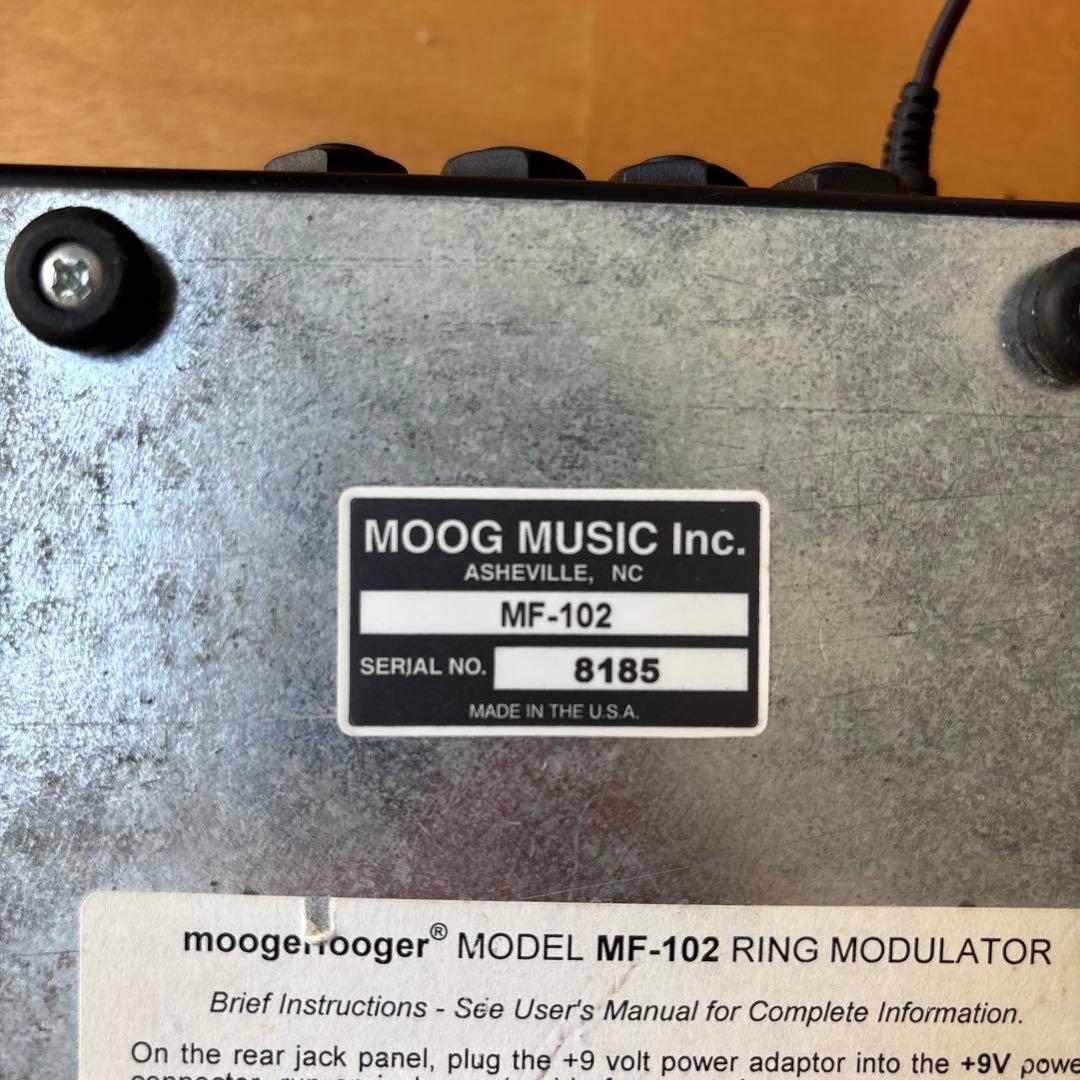 MOOG MUSIC Inc.
ASHEVILLE, NC
MF-102
SERIAL NO. 8185
MADE IN THE U.S.A.
moogerfooger® MODEL MF-102 RING MODULATOR
Brief Instructions - See User's Manual for Complete Information.
On the rear jack panel, plug the +9 volt power adaptor into the +9V powe